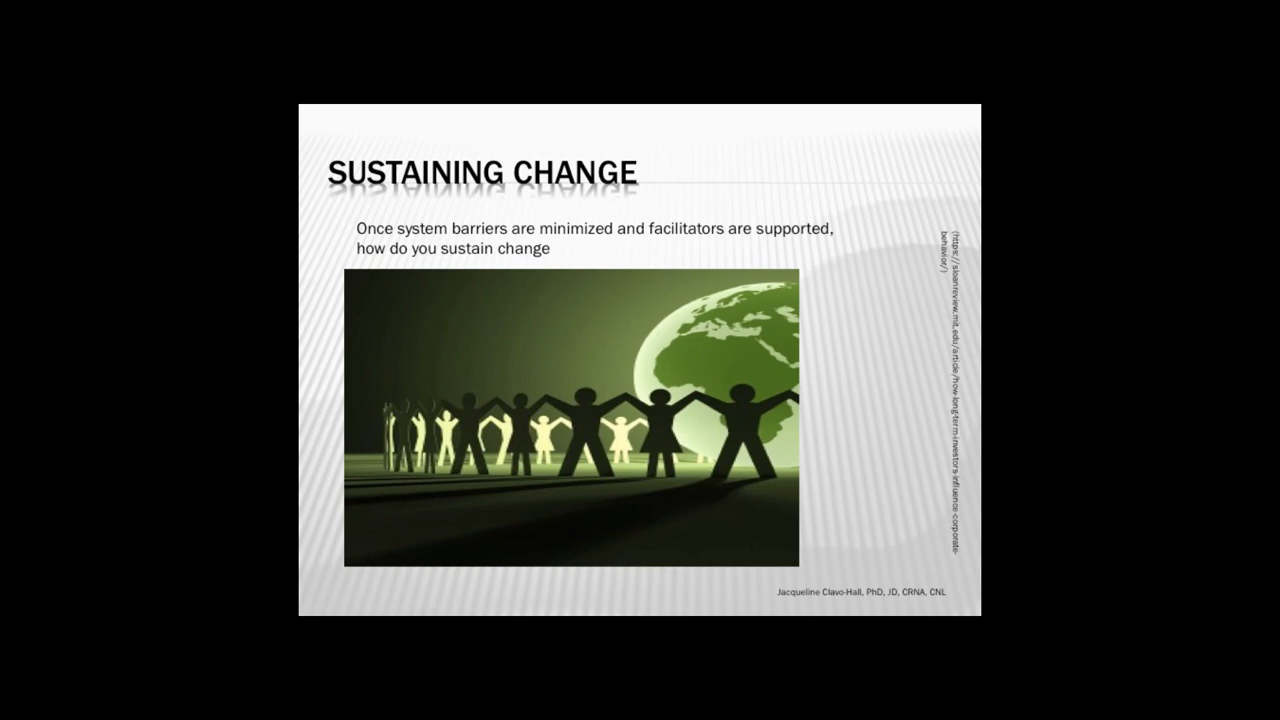 SUSTAINING CHANGE
Once system barriers are minimized and facilitators are supported,
how do you sustain change
(https://sloanreview.mit.edu/article/how-long-term-investors-influence-corporate-
behavior/)
Jacqueline Clavo-Hall, PhD, JD, CRNA, CNL